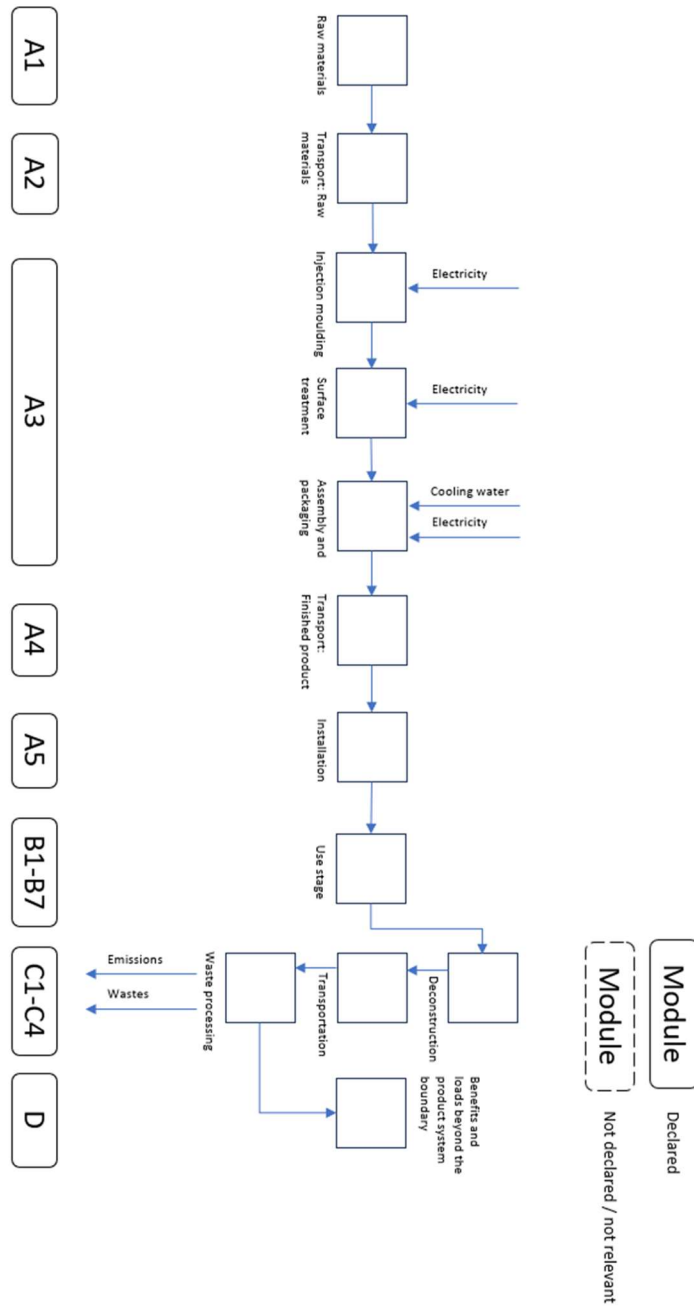 A1
A2
A3
A4
A5
B1-B7
C1-C4
D
Raw materials
Transport: Raw
materials
Injection moulding
Surface
treatment
Assembly and
packaging
Transport:
Finished product
Installation
Use stage
Deconstruction
Transportation
Waste processing
Benefits and
loads beyond the
product system
boundary
Electricity
Electricity
Cooling water
Electricity
Emissions
Wastes
Module
Declared
Module
Not declared / not relevant